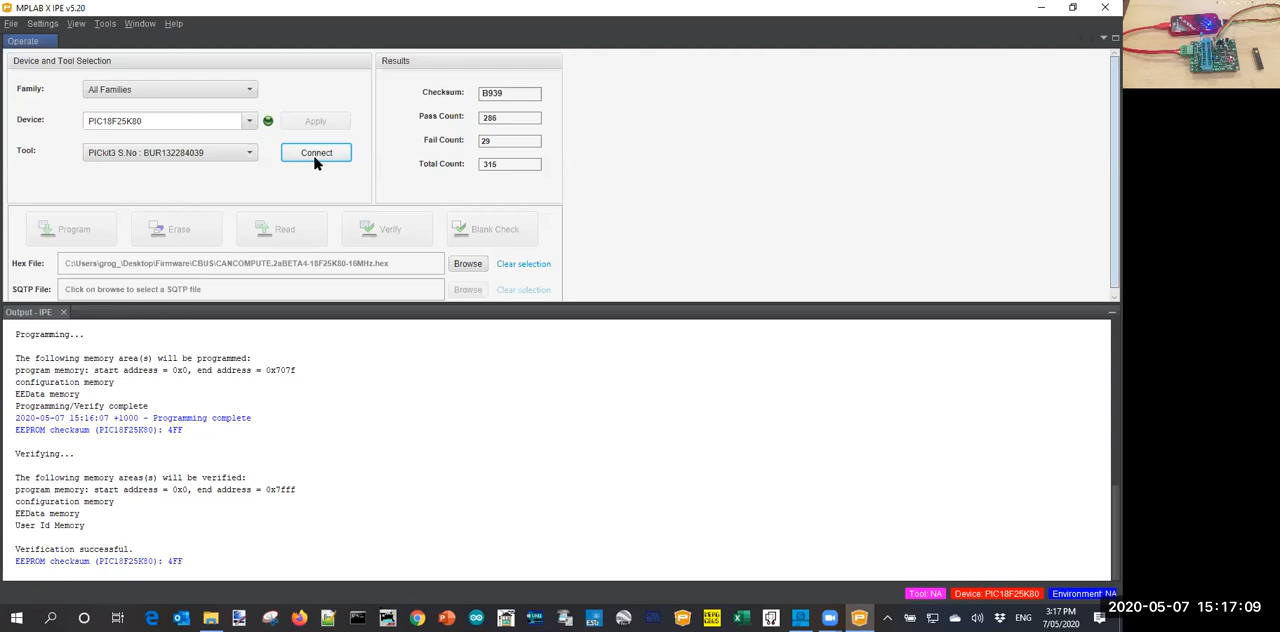 MPLAB X IPE v5.20
File Settings View Tools Window Help
Operate
Device and Tool Selection
Results
Family:
All Families
Checksum:
B939
Device:
PIC18F25K80
Apply
Pass Count:
286
Fail Count:
29
Tool:
PICkit3 S.No : BUR132284039
Connect
Total Count:
315
Program
Erase
Read
Verify
Blank Check
Hex File:
C:\Users\grog_\Desktop\Firmware\CBUS\CANCOMPUTE.2aBETA4-18F25K80-16MHz.hex
Browse
Clear selection
SQTP File:
Click on browse to select a SQTP file
Browse
Clear selection
Output - IPE
Programming...
The following memory area(s) will be programmed:
program memory: start address = 0x0, end address = 0x707f
configuration memory
EEData memory
Programming/Verify complete
2020-05-07 15:16:07 +1000 - Programming complete
EEPROM checksum (PIC18F25K80): 4FF
Verifying...
The following memory areas(s) will be verified:
program memory: start address = 0x0, end address = 0x7fff
configuration memory
EEData memory
User Id Memory
Verification successful.
EEPROM checksum (PIC18F25K80): 4FF
Tool: NA
Device: PIC18F25K80
Environment: NA
ENG
3:17 PM
7/05/2020
2020-05-07 15:17:09